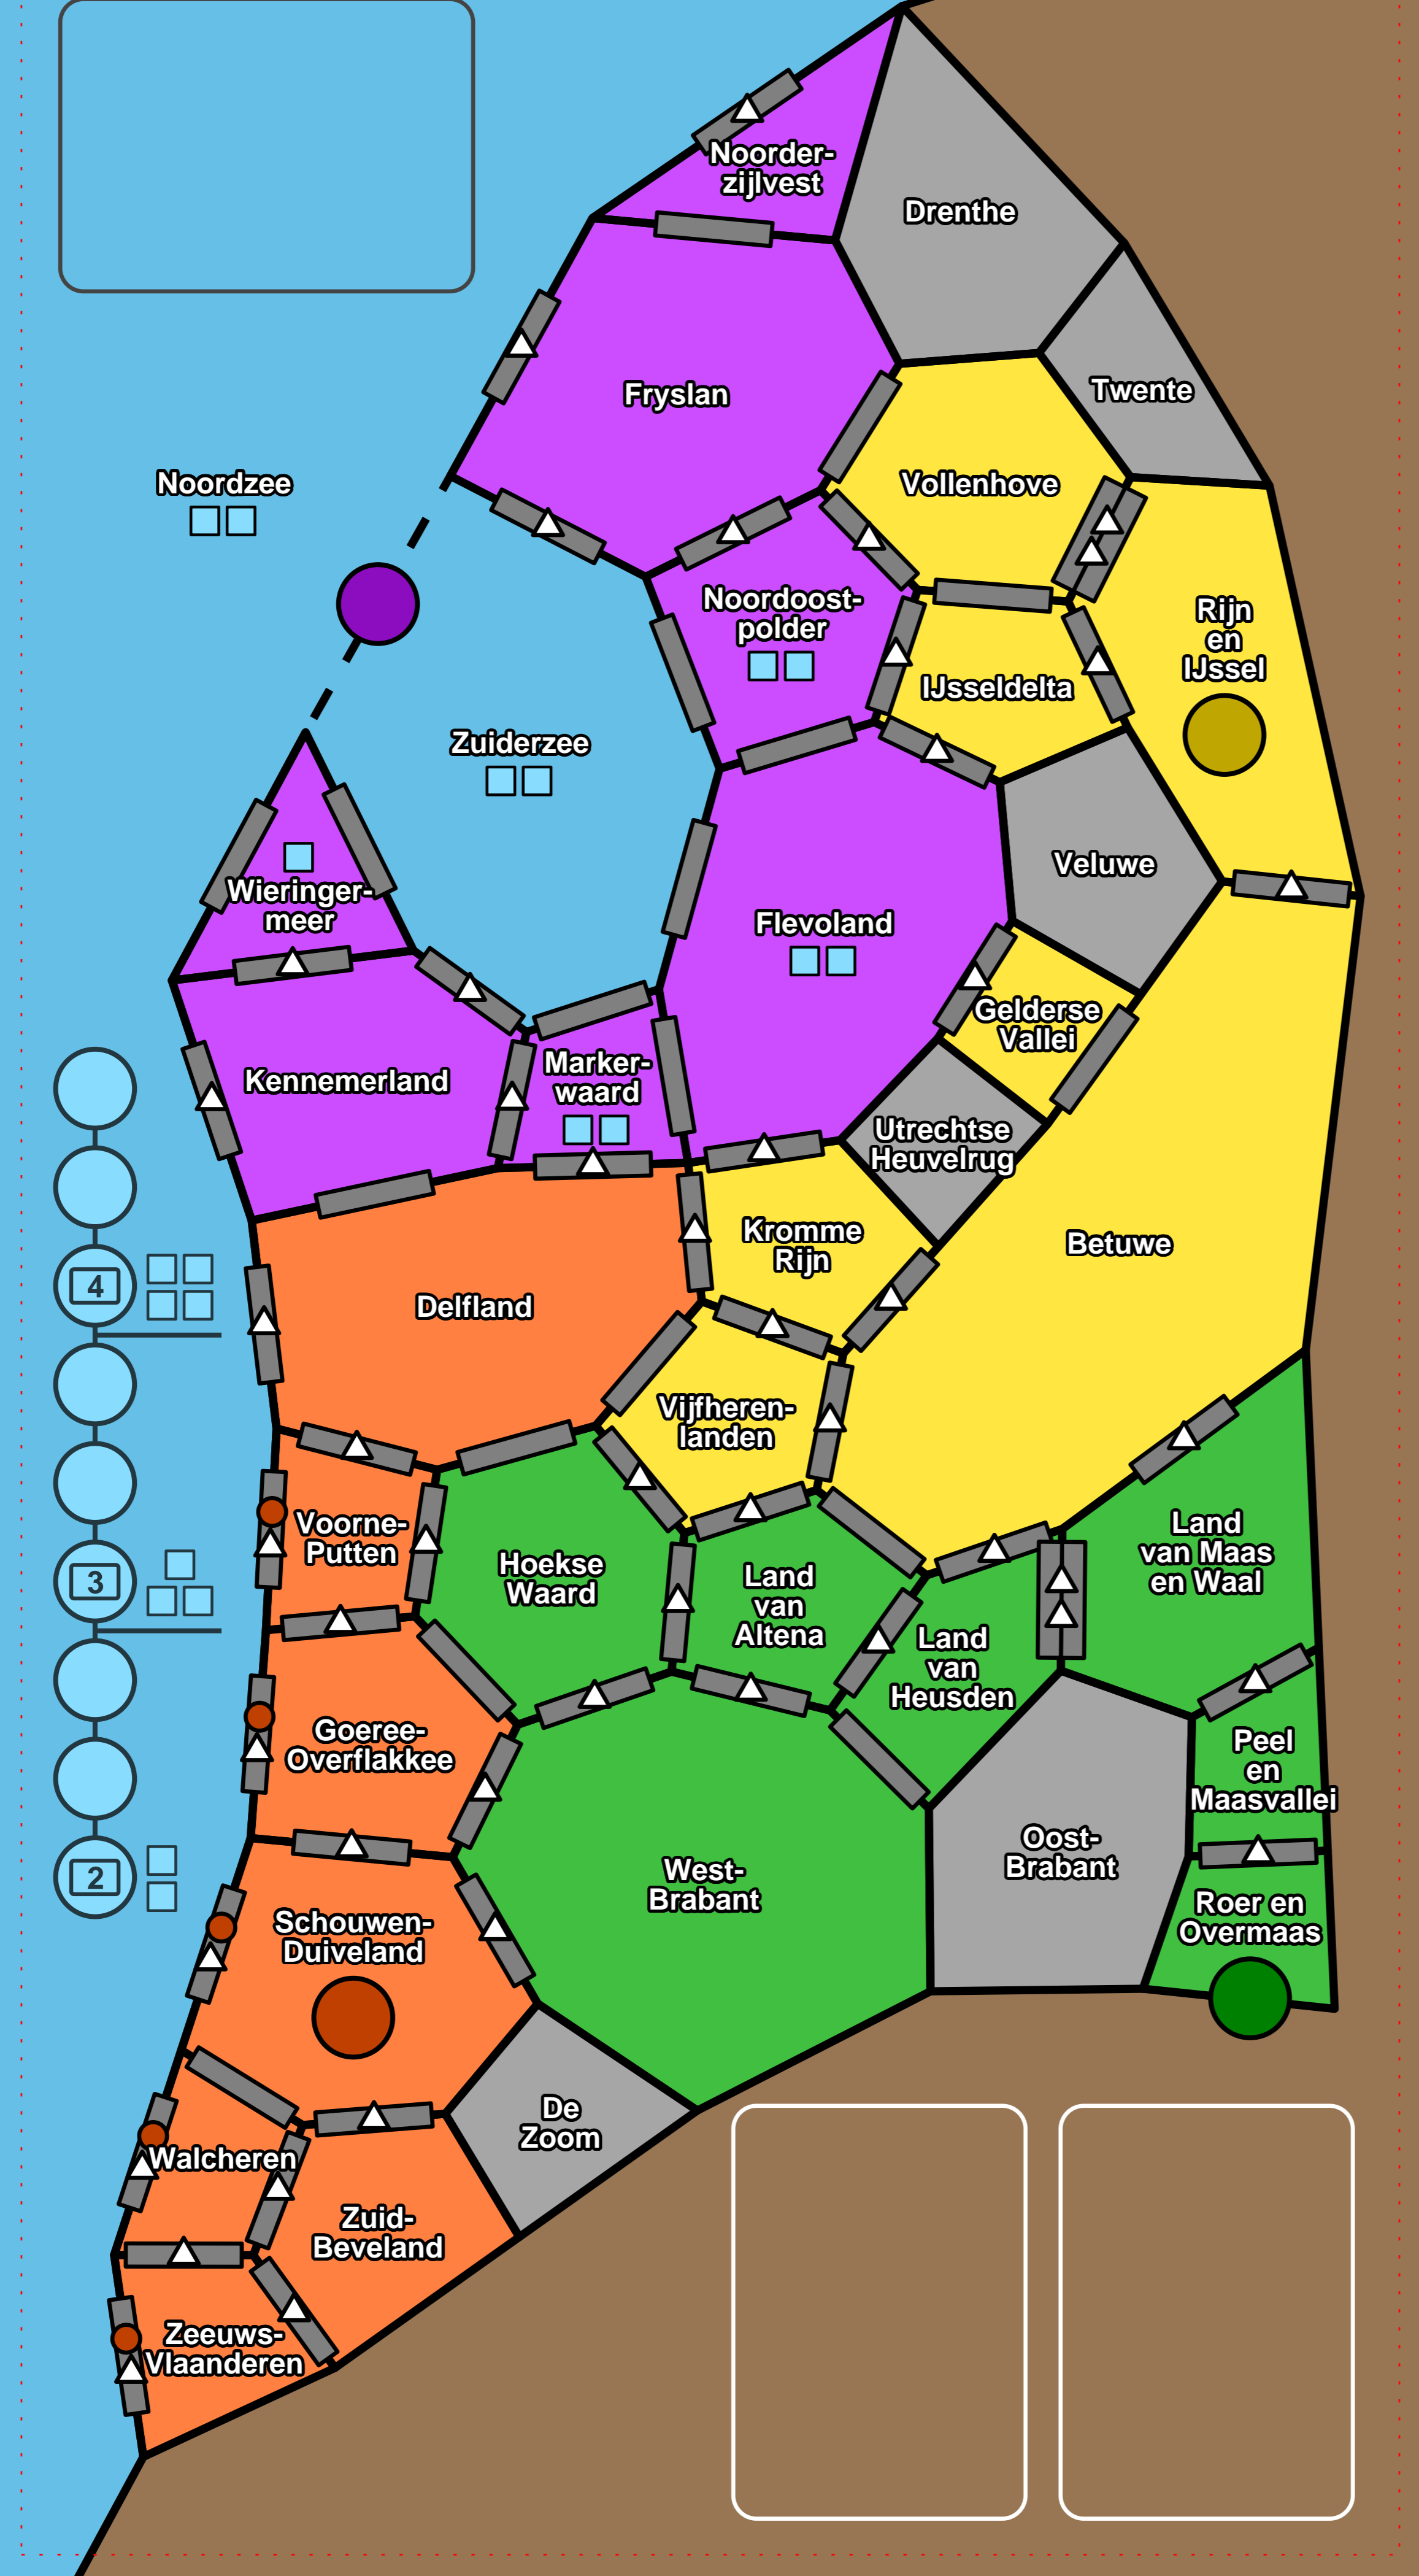 Noorder-
zijlvest
Drenthe
Fryslan
Twente
Noordzee
Vollenhove
Noordoost-
polder
Rijn
en
IJssel
IJsseldelta
Zuiderzee
Veluwe
Wieringer-
meer
Flevoland
Gelderse
Vallei
Kennemerland
Marker-
waard
Utrechtse
Heuvelrug
Kromme
Rijn
Betuwe
4
Delfland
Vijfheren-
landen
Voorne-
Putten
Hoekse
Waard
Land
van
Altena
Land
van Maas
en Waal
3
Land
van
Heusden
Goeree-
Overflakkee
Peel
en
Maasvallei
Oost-
Brabant
West-
Brabant
2
Roer en
Overmaas
Schouwen-
Duiveland
De
Zoom
Walcheren
Zuid-
Beveland
Zeeuws-
Vlaanderen